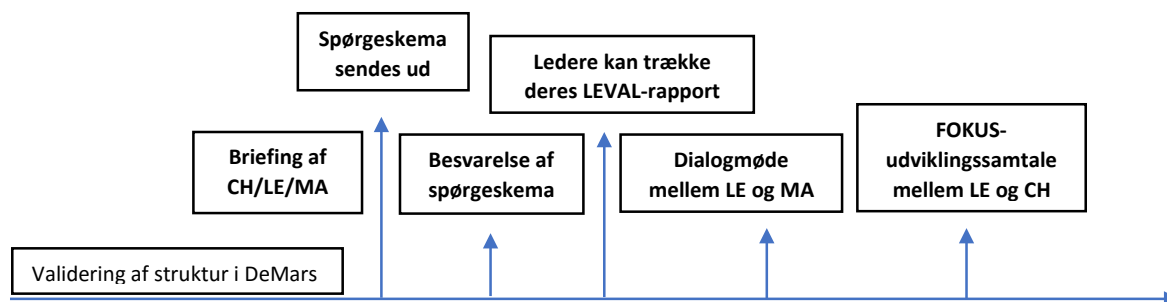 Spørgeskema
sendes ud
Ledere kan trække
deres LEVAL-rapport
Briefing af
CH/LE/MA
Besvarelse af
spørgeskema
Dialogmøde
mellem LE og MA
FOKUS-
udviklingssamtale
mellem LE og CH
Validering af struktur i DeMars